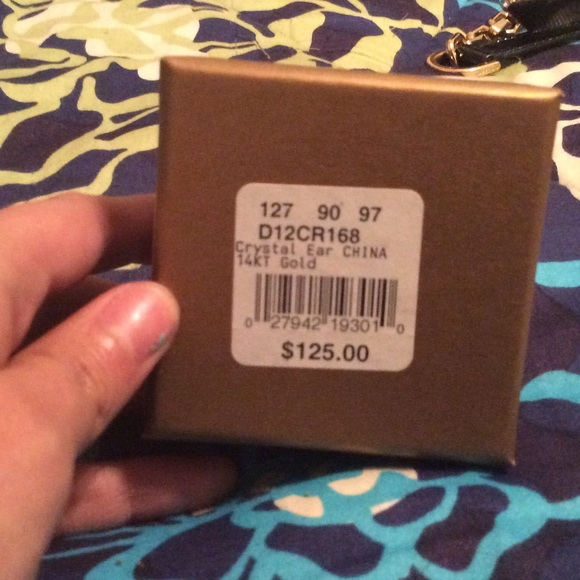 127 90 97
D12CR168
Crystal Ear CHINA
14KT Gold
0 27942 19301 0
$125.00